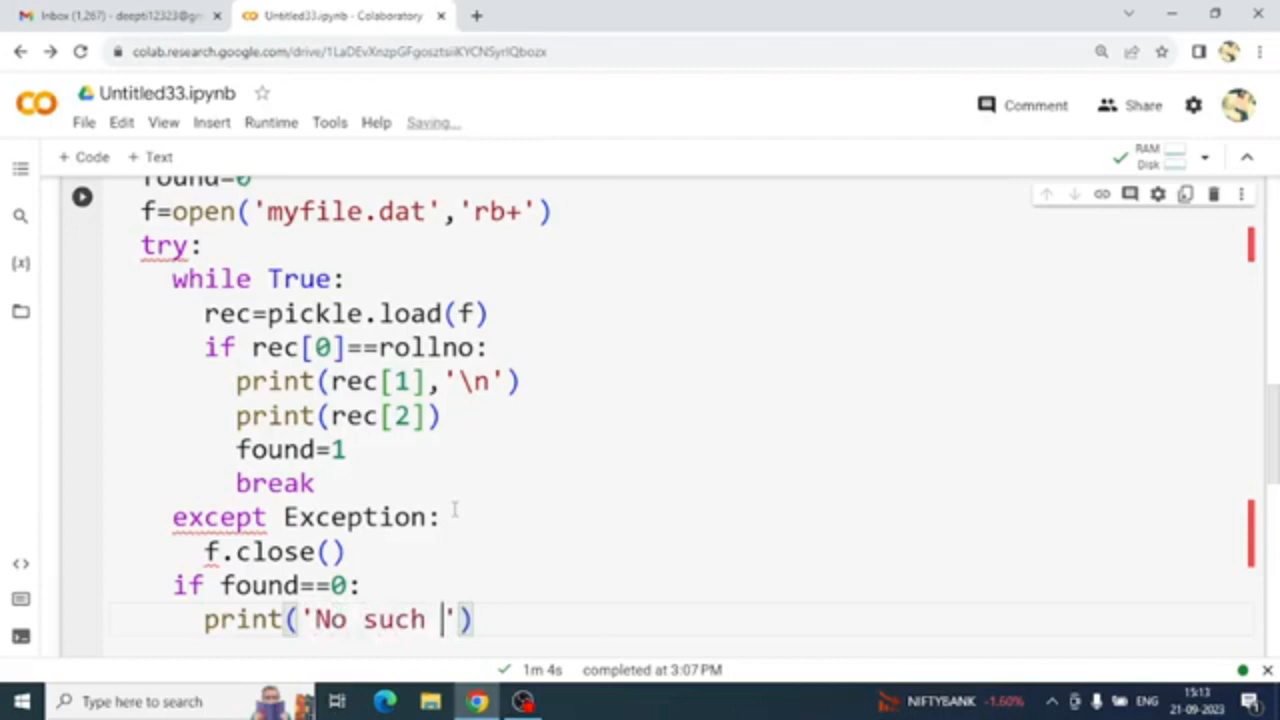 Inbox (1,267) - deepti12323@gm
Untitled33.ipynb - Colaboratory
colab.research.google.com/drive/
Untitled33.ipynb
Comment
Share
File Edit View Insert Runtime Tools Help Saving...
+ Code + Text
RAM
Disk
found=0
f=open('myfile.dat','rb+')
try:
while True:
rec=pickle.load(f)
if rec[0]==rollno:
print(rec[1],'\n')
print(rec[2])
found=1
break
except Exception:
f.close()
if found==0:
print('No such ')
1m 4s completed at 3:07 PM
Type here to search
NIFTYBANK -1.60%
ENG
15:13
21-09-2023